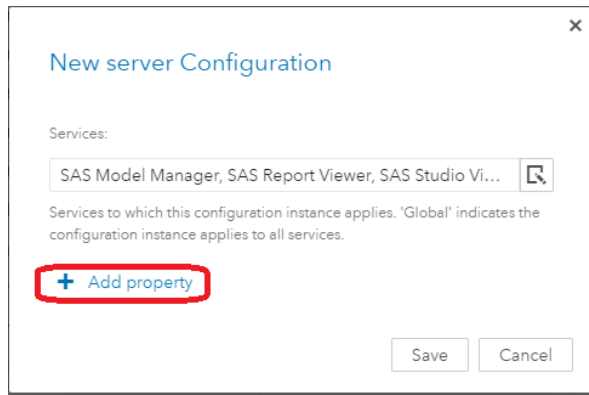 New server Configuration
Services:
SAS Model Manager, SAS Report Viewer, SAS Studio Vi...
Services to which this configuration instance applies. 'Global' indicates the
configuration instance applies to all services.
+ Add property
Save Cancel